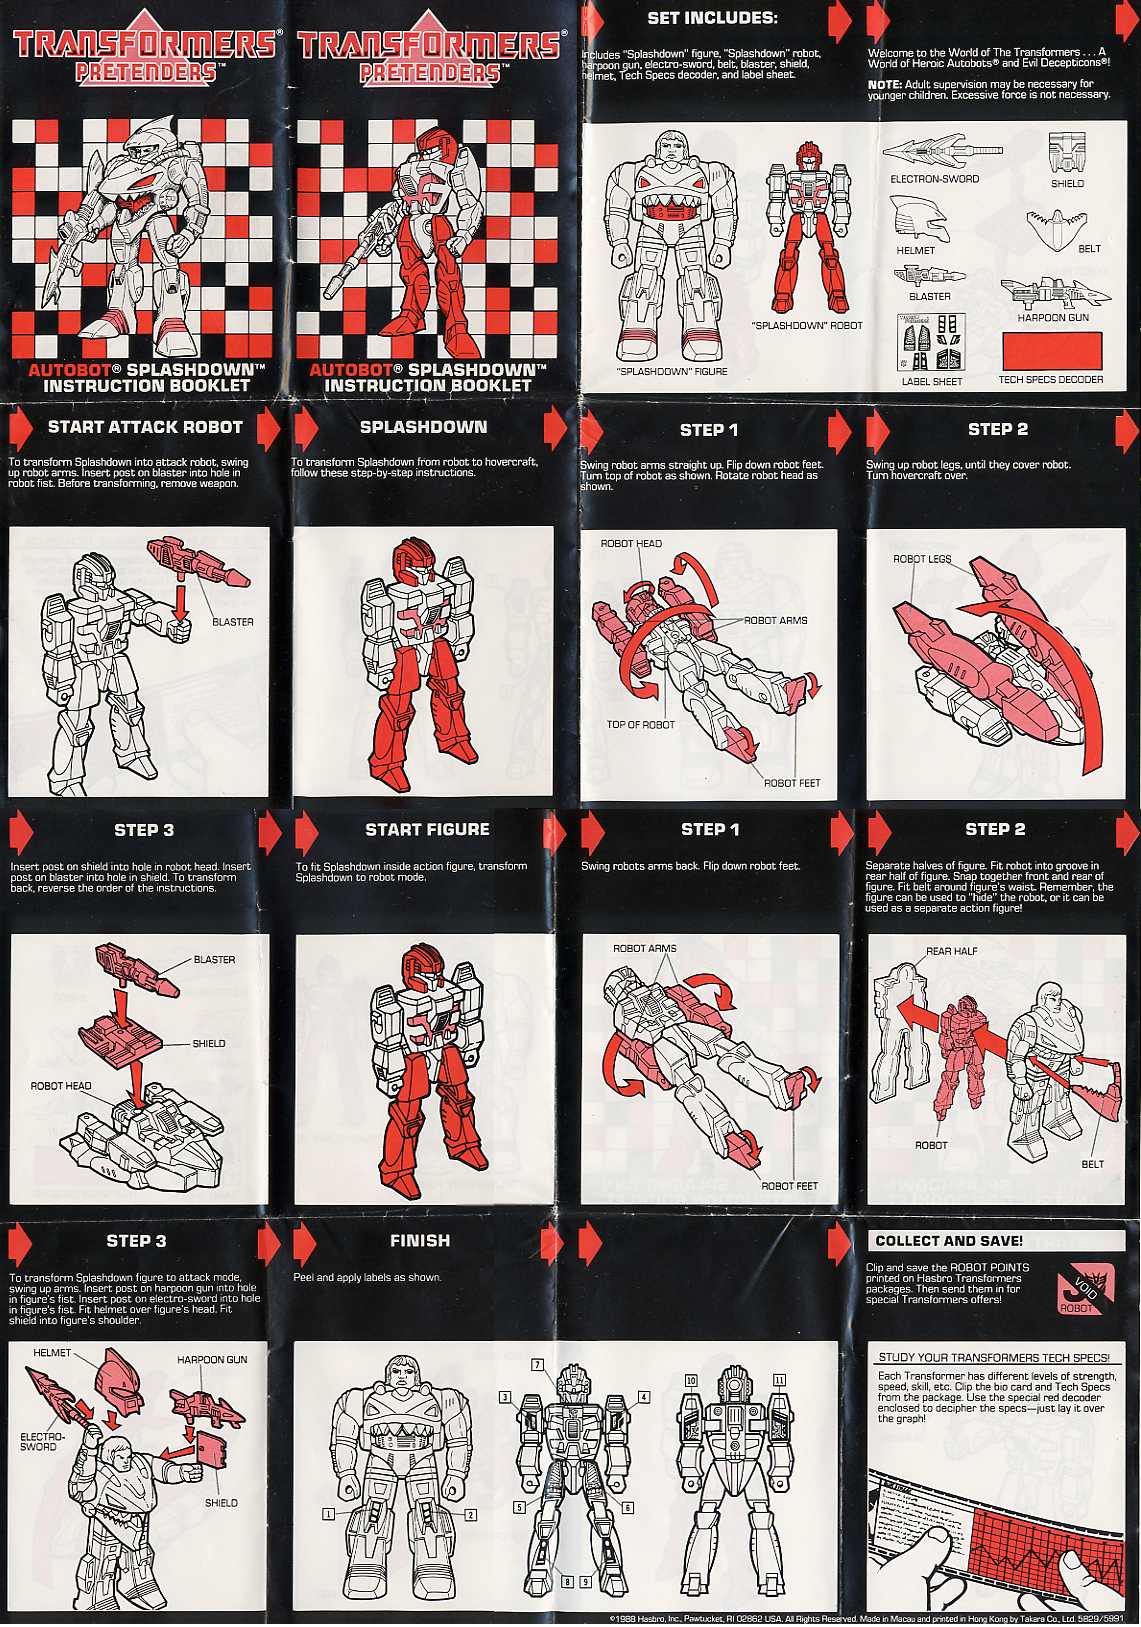 TRANSFORMERS®
PRETENDERS™
AUTOBOT® SPLASHDOWN™
INSTRUCTION BOOKLET
TRANSFORMERS®
PRETENDERS™
AUTOBOT® SPLASHDOWN™
INSTRUCTION BOOKLET
SET INCLUDES:
Includes "Splashdown" figure, "Splashdown" robot,
harpoon gun, electro-sword, belt, blaster, shield,
helmet, Tech Specs decoder, and label sheet.
Welcome to the World of The Transformers . . . A
World of Heroic Autobots® and Evil Decepticons®!
NOTE: Adult supervision may be necessary for
younger children. Excessive force is not necessary.
"SPLASHDOWN" FIGURE
"SPLASHDOWN" ROBOT
ELECTRON-SWORD
SHIELD
HELMET
BELT
BLASTER
HARPOON GUN
LABEL SHEET
TECH SPECS DECODER
START ATTACK ROBOT
To transform Splashdown into attack robot, swing
up robot arms. Insert post on blaster into hole in
robot fist. Before transforming, remove weapon.
BLASTER
SPLASHDOWN
To transform Splashdown from robot to hovercraft,
follow these step-by-step instructions.
STEP 1
Swing robot arms straight up. Flip down robot feet.
Turn top of robot as shown. Rotate robot head as
shown.
ROBOT HEAD
ROBOT ARMS
TOP OF ROBOT
ROBOT FEET
STEP 2
Swing up robot legs, until they cover robot.
Turn hovercraft over.
ROBOT LEGS
STEP 3
Insert post on shield into hole in robot head. Insert
post on blaster into hole in shield. To transform
back, reverse the order of the instructions.
BLASTER
SHIELD
ROBOT HEAD
START FIGURE
To fit Splashdown inside action figure, transform
Splashdown to robot mode.
STEP 1
Swing robots arms back. Flip down robot feet.
ROBOT ARMS
ROBOT FEET
STEP 2
Separate halves of figure. Fit robot into groove in
rear half of figure. Snap together front and rear of
figure. Fit belt around figure's waist. Remember, the
figure can be used to "hide" the robot, or it can be
used as a separate action figure!
REAR HALF
ROBOT
BELT
STEP 3
To transform Splashdown figure to attack mode,
swing up arms. Insert post on harpoon gun into hole
in figure's fist. Insert post on electro-sword into hole
in figure's fist. Fit helmet over figure's head. Fit
shield into figure's shoulder.
HELMET
HARPOON GUN
ELECTRO-
SWORD
SHIELD
FINISH
Peel and apply labels as shown.
1
2
3
4
5
6
7
8
9
10
11
COLLECT AND SAVE!
Clip and save the ROBOT POINTS
printed on Hasbro Transformers
packages. Then send them in for
special Transformers offers!
VOID
ROBOT
STUDY YOUR TRANSFORMERS TECH SPECS!
Each Transformer has different levels of strength,
speed, skill, etc. Clip the bio card and Tech Specs
from the package. Use the special red decoder
enclosed to decipher the specs—just lay it over
the graph!
©1988 Hasbro, Inc., Pawtucket, RI 02862 USA. All Rights Reserved. Made in Macau and printed in Hong Kong by Takara Co., Ltd. 5829/5991